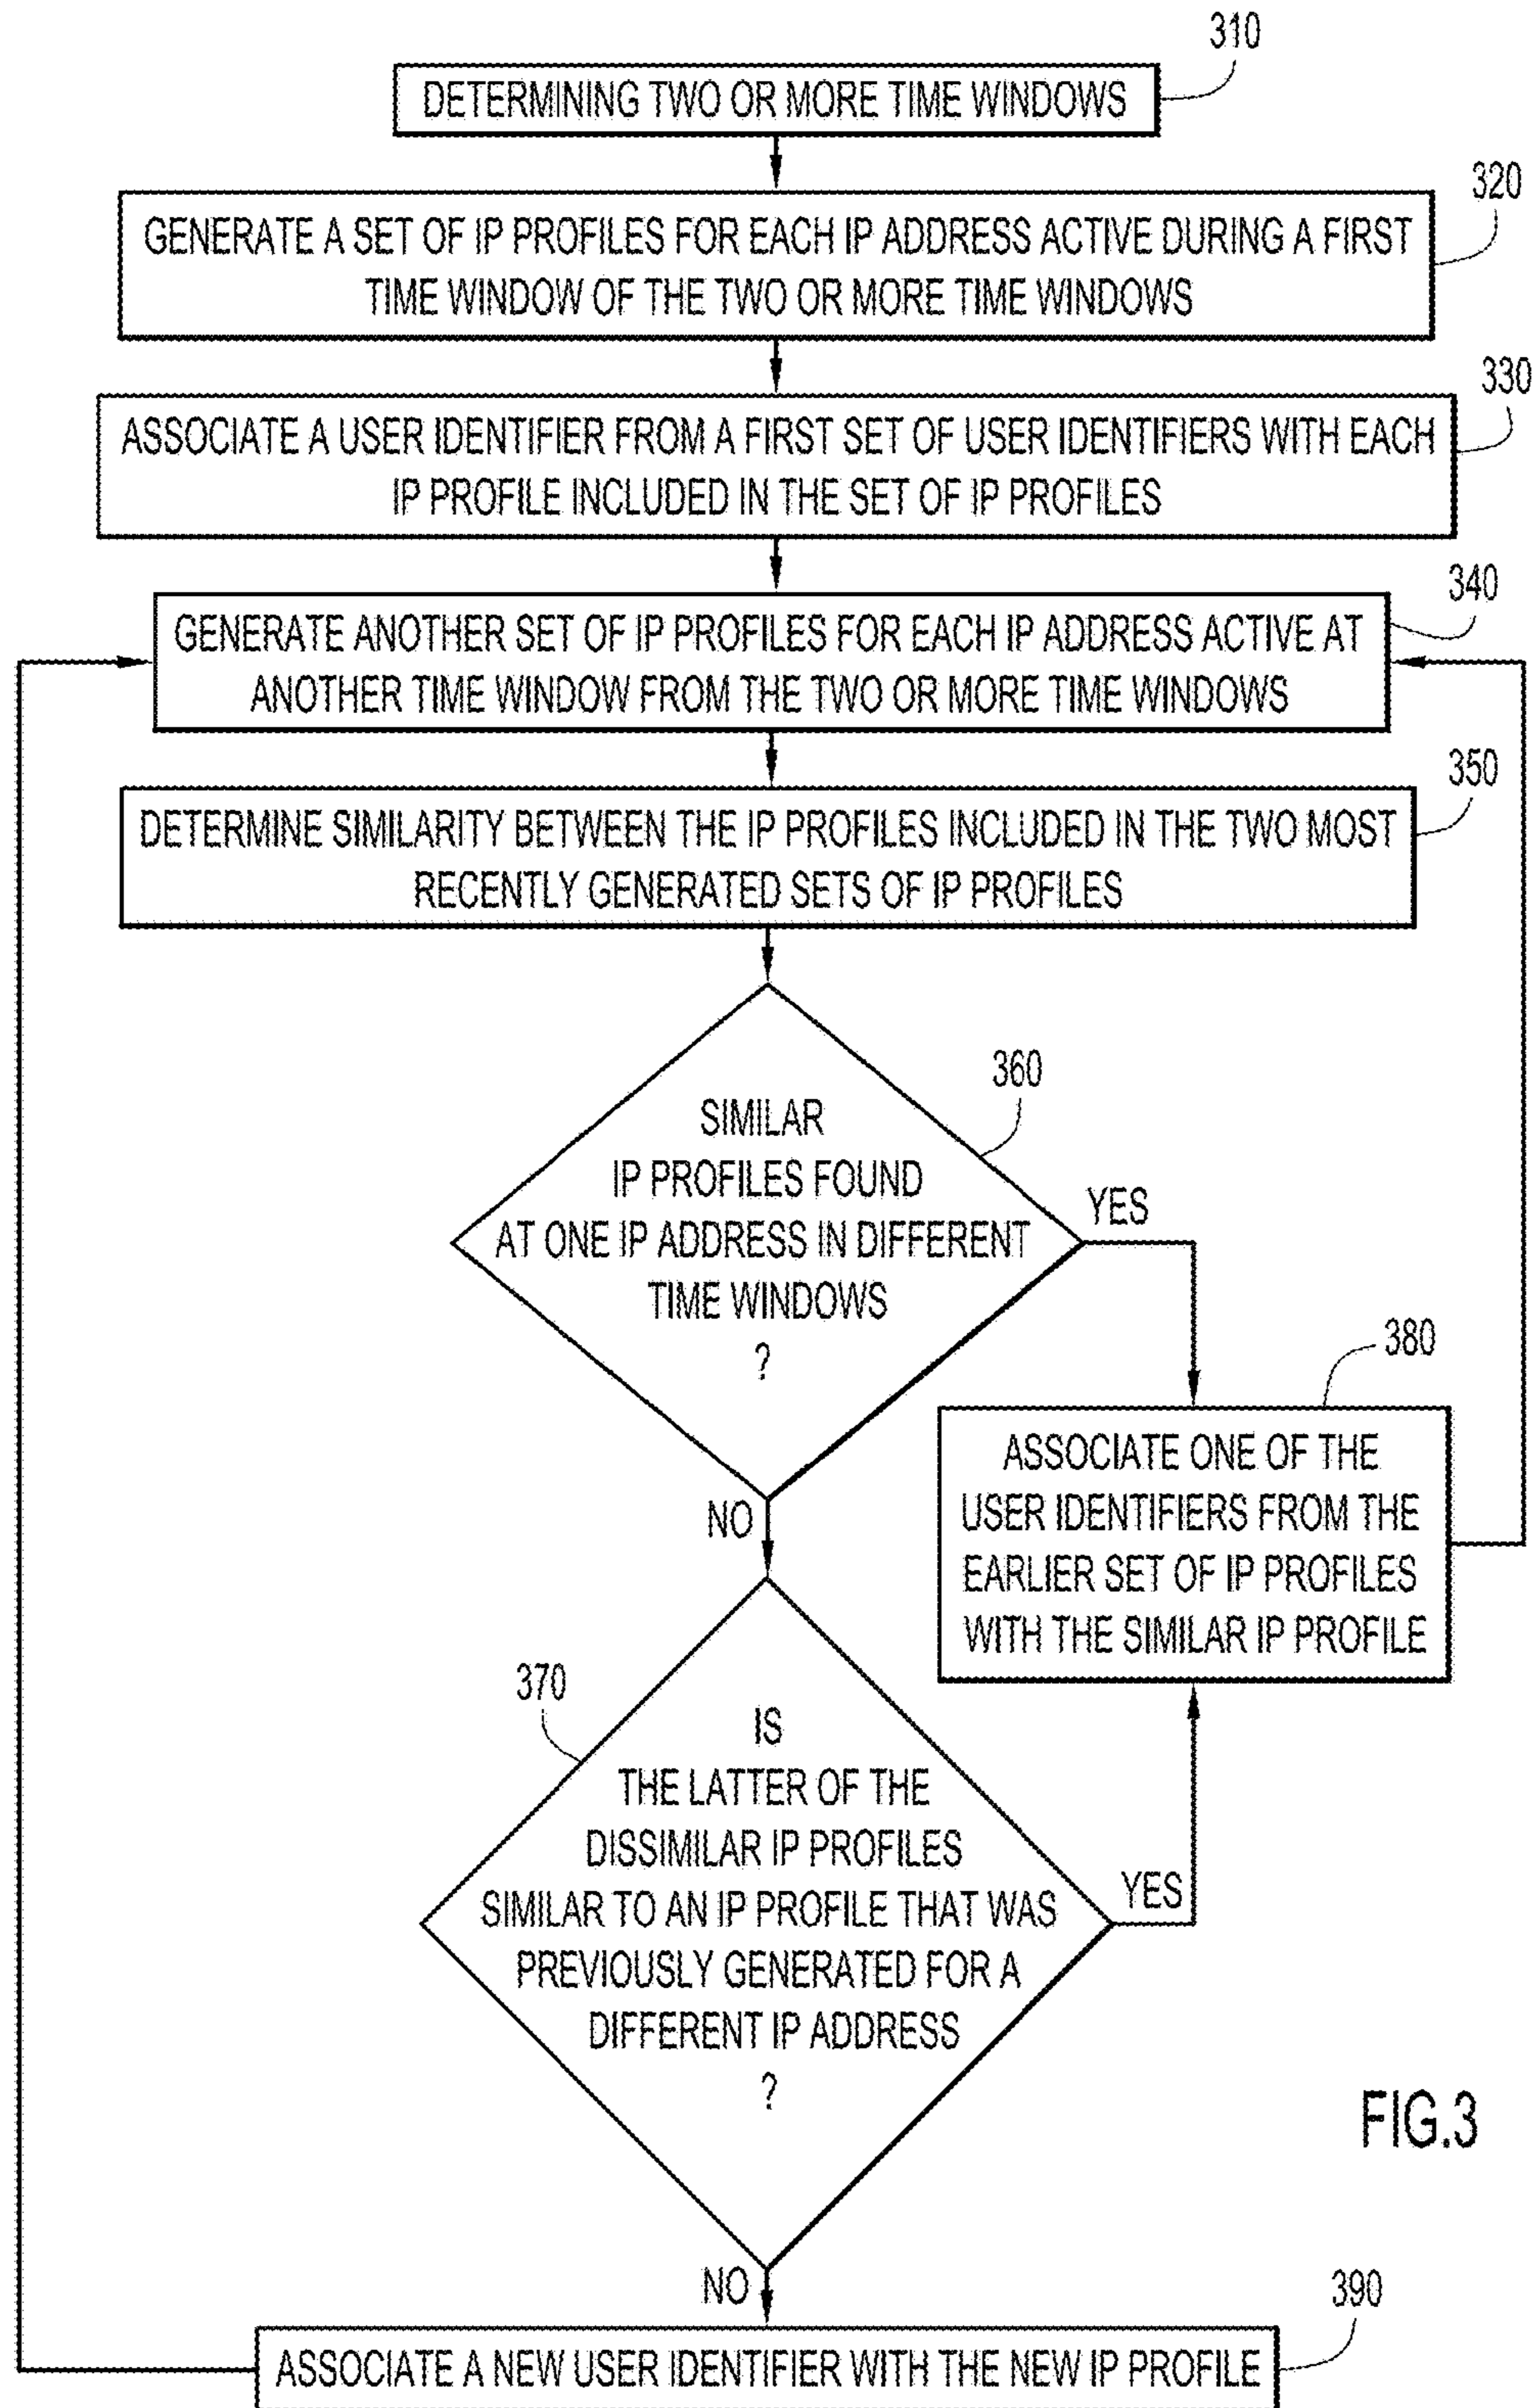 310
DETERMINING TWO OR MORE TIME WINDOWS
320
GENERATE A SET OF IP PROFILES FOR EACH IP ADDRESS ACTIVE DURING A FIRST
TIME WINDOW OF THE TWO OR MORE TIME WINDOWS
330
ASSOCIATE A USER IDENTIFIER FROM A FIRST SET OF USER IDENTIFIERS WITH EACH
IP PROFILE INCLUDED IN THE SET OF IP PROFILES
340
GENERATE ANOTHER SET OF IP PROFILES FOR EACH IP ADDRESS ACTIVE AT
ANOTHER TIME WINDOW FROM THE TWO OR MORE TIME WINDOWS
350
DETERMINE SIMILARITY BETWEEN THE IP PROFILES INCLUDED IN THE TWO MOST
RECENTLY GENERATED SETS OF IP PROFILES
360
SIMILAR
IP PROFILES FOUND
AT ONE IP ADDRESS IN DIFFERENT
TIME WINDOWS
?
YES
NO
380
ASSOCIATE ONE OF THE
USER IDENTIFIERS FROM THE
EARLIER SET OF IP PROFILES
WITH THE SIMILAR IP PROFILE
370
IS
THE LATTER OF THE
DISSIMILAR IP PROFILES
SIMILAR TO AN IP PROFILE THAT WAS
PREVIOUSLY GENERATED FOR A
DIFFERENT IP ADDRESS
?
YES
NO
FIG.3
390
ASSOCIATE A NEW USER IDENTIFIER WITH THE NEW IP PROFILE